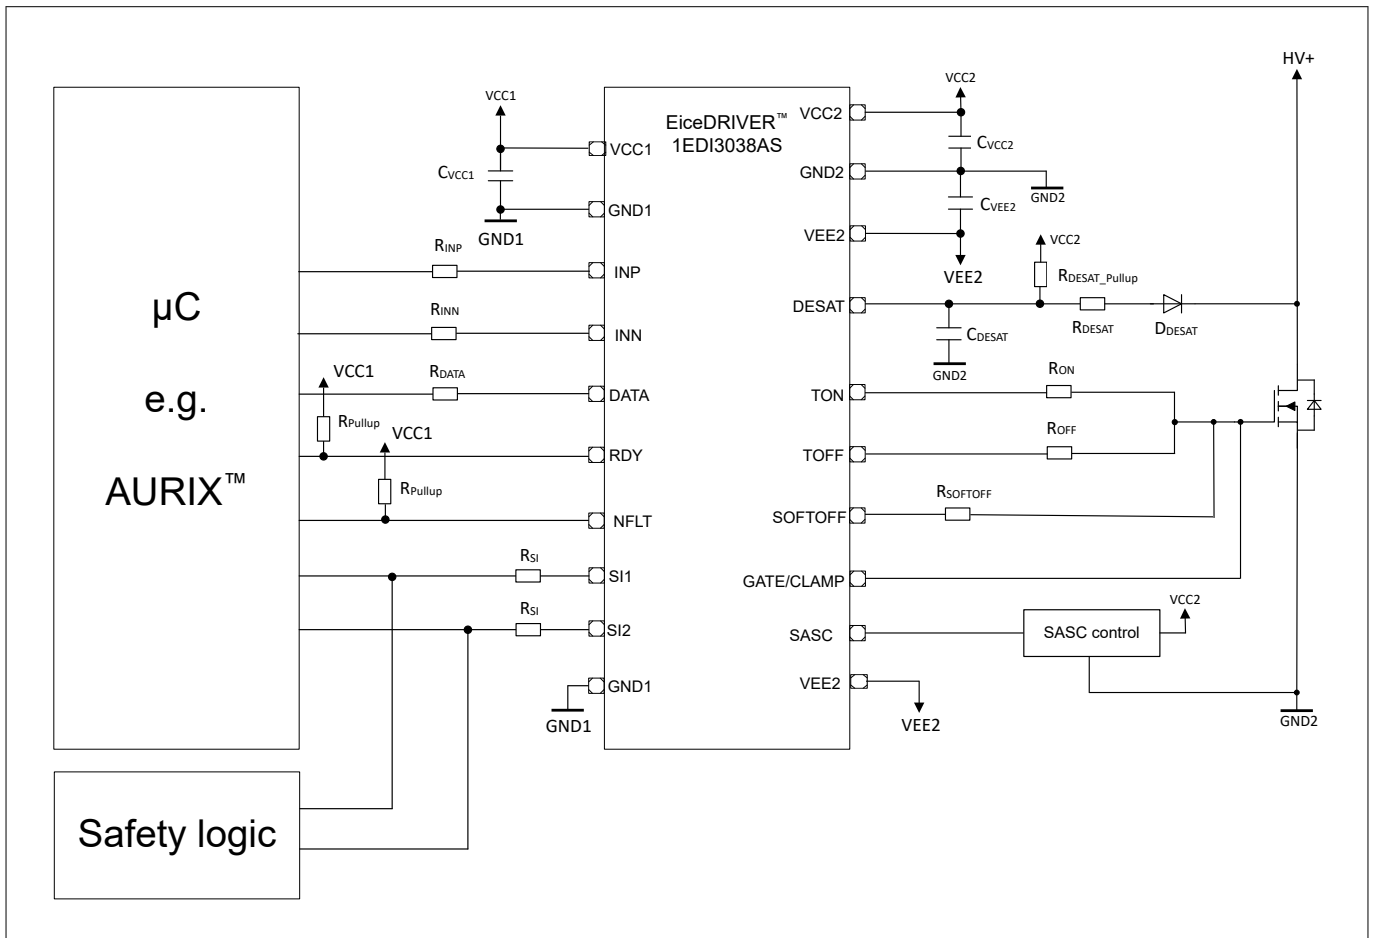 HV+
VCC1
VCC2
EiceDRIVER™
1EDI3038AS
VCC1
CVCC1
GND1
GND1
VCC2
CVCC2
GND2
GND2
CVEE2
VEE2
VEE2
RINP
INP
RINN
INN
RDATA
DATA
VCC1
RPullup
RDY
VCC1
RPullup
NFLT
RSI
SI1
RSI
SI2
GND1
GND1
VCC2
RDESAT_Pullup
DESAT
CDESAT
GND2
RDESAT
DDESAT
RON
TON
ROFF
TOFF
RSOFTOFF
SOFTOFF
GATE/CLAMP
SASC
SASC control
VCC2
VEE2
VEE2
GND2
µC
e.g.
AURIX™
Safety logic